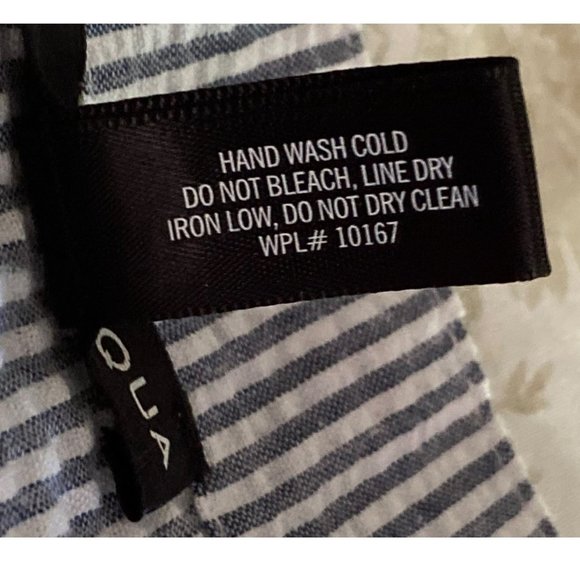 HAND WASH COLD
DO NOT BLEACH, LINE DRY
IRON LOW, DO NOT DRY CLEAN
WPL# 10167
QUA